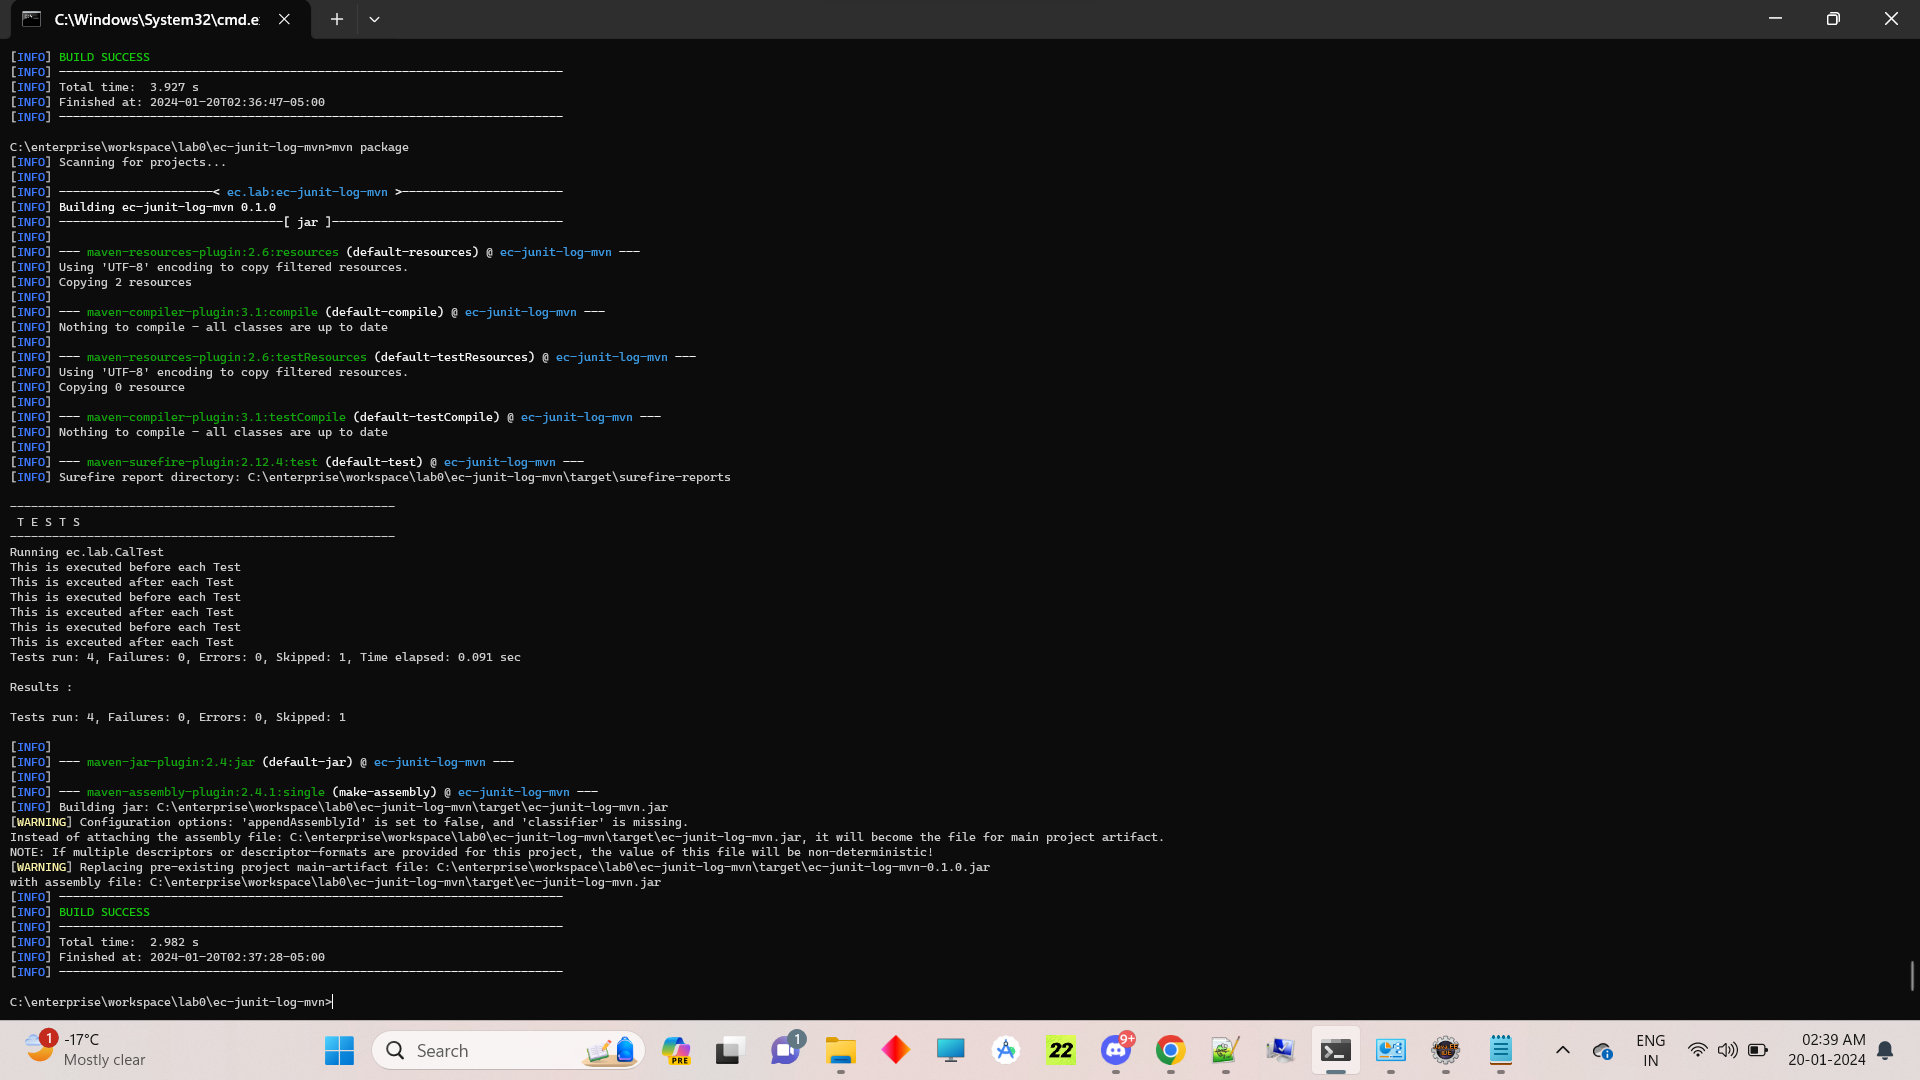 C:\Windows\System32\cmd.e
[INFO] BUILD SUCCESS
[INFO] ------------------------------------------------------------------------
[INFO] Total time:  3.927 s
[INFO] Finished at: 2024-01-20T02:36:47-05:00
[INFO] ------------------------------------------------------------------------
C:\enterprise\workspace\lab0\ec-junit-log-mvn>mvn package
[INFO] Scanning for projects...
[INFO]
[INFO] ----------------------< ec.lab:ec-junit-log-mvn >-----------------------
[INFO] Building ec-junit-log-mvn 0.1.0
[INFO] --------------------------------[ jar ]---------------------------------
[INFO]
[INFO] --- maven-resources-plugin:2.6:resources (default-resources) @ ec-junit-log-mvn ---
[INFO] Using 'UTF-8' encoding to copy filtered resources.
[INFO] Copying 2 resources
[INFO]
[INFO] --- maven-compiler-plugin:3.1:compile (default-compile) @ ec-junit-log-mvn ---
[INFO] Nothing to compile - all classes are up to date
[INFO]
[INFO] --- maven-resources-plugin:2.6:testResources (default-testResources) @ ec-junit-log-mvn ---
[INFO] Using 'UTF-8' encoding to copy filtered resources.
[INFO] Copying 0 resource
[INFO]
[INFO] --- maven-compiler-plugin:3.1:testCompile (default-testCompile) @ ec-junit-log-mvn ---
[INFO] Nothing to compile - all classes are up to date
[INFO]
[INFO] --- maven-surefire-plugin:2.12.4:test (default-test) @ ec-junit-log-mvn ---
[INFO] Surefire report directory: C:\enterprise\workspace\lab0\ec-junit-log-mvn\target\surefire-reports
-------------------------------------------------------
 T E S T S
-------------------------------------------------------
Running ec.lab.CalTest
This is executed before each Test
This is exceuted after each Test
This is executed before each Test
This is exceuted after each Test
This is executed before each Test
This is exceuted after each Test
Tests run: 4, Failures: 0, Errors: 0, Skipped: 1, Time elapsed: 0.091 sec
Results :
Tests run: 4, Failures: 0, Errors: 0, Skipped: 1
[INFO]
[INFO] --- maven-jar-plugin:2.4:jar (default-jar) @ ec-junit-log-mvn ---
[INFO]
[INFO] --- maven-assembly-plugin:2.4.1:single (make-assembly) @ ec-junit-log-mvn ---
[INFO] Building jar: C:\enterprise\workspace\lab0\ec-junit-log-mvn\target\ec-junit-log-mvn.jar
[WARNING] Configuration options: 'appendAssemblyId' is set to false, and 'classifier' is missing.
Instead of attaching the assembly file: C:\enterprise\workspace\lab0\ec-junit-log-mvn\target\ec-junit-log-mvn.jar, it will become the file for main project artifact.
NOTE: If multiple descriptors or descriptor-formats are provided for this project, the value of this file will be non-deterministic!
[WARNING] Replacing pre-existing project main-artifact file: C:\enterprise\workspace\lab0\ec-junit-log-mvn\target\ec-junit-log-mvn-0.1.0.jar
with assembly file: C:\enterprise\workspace\lab0\ec-junit-log-mvn\target\ec-junit-log-mvn.jar
[INFO] ------------------------------------------------------------------------
[INFO] BUILD SUCCESS
[INFO] ------------------------------------------------------------------------
[INFO] Total time:  2.982 s
[INFO] Finished at: 2024-01-20T02:37:28-05:00
[INFO] ------------------------------------------------------------------------
C:\enterprise\workspace\lab0\ec-junit-log-mvn>
1
-17°C
Mostly clear
Search
PRE
1
22
9+
ENG
IN
02:39 AM
20-01-2024